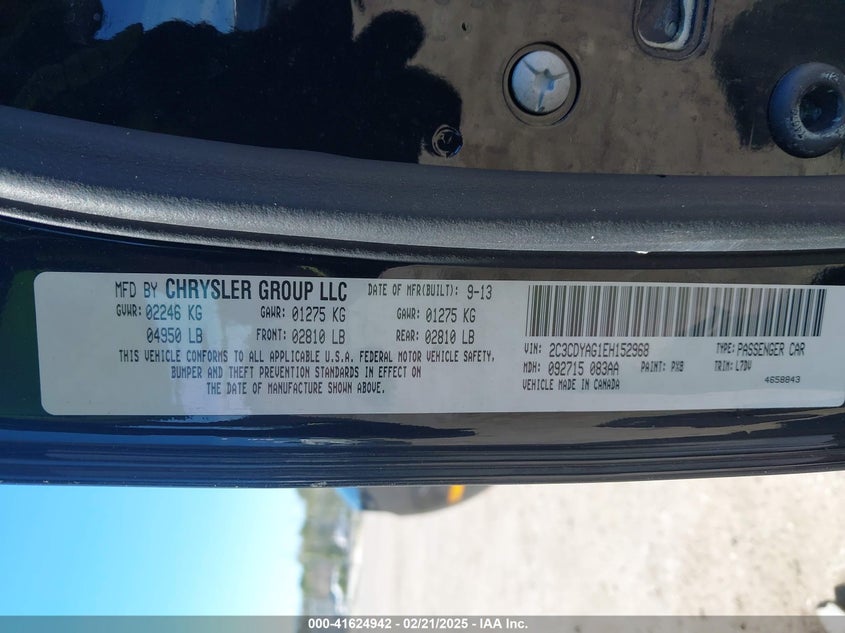 MFD BY CHRYSLER GROUP LLC DATE OF MFR(BUILT): 9-13
GVWR: 02246 KG GAWR: 01275 KG GAWR: 01275 KG
04950 LB FRONT: 02810 LB REAR: 02810 LB
THIS VEHICLE CONFORMS TO ALL APPLICABLE U.S.A. FEDERAL MOTOR VEHICLE SAFETY,
BUMPER AND THEFT PREVENTION STANDARDS IN EFFECT ON
THE DATE OF MANUFACTURE SHOWN ABOVE.
VIN: 2C3CDYAG1EH152968 TYPE: PASSENGER CAR
MDH: 092715 083AA PAINT: PXB TRIM: L7DV
VEHICLE MADE IN CANADA 4658843
000-41624942 / 02/21/2025 - IAA Inc.